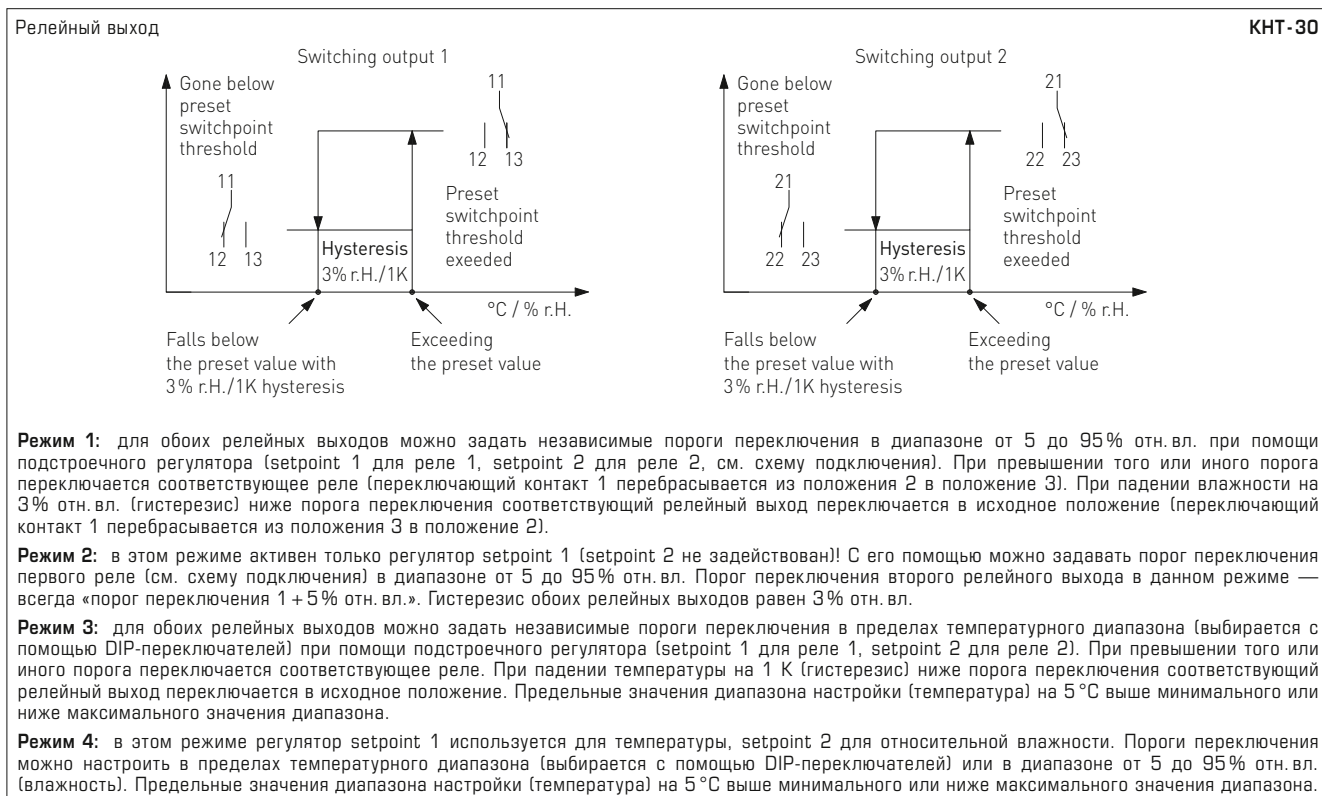 Релейный выход
KHT-30
Switching output 1
Gone below
preset
switchpoint
threshold
11
12 13
11
12 13
Preset
switchpoint
threshold
exeeded
Hysteresis
3% r.H./1K
°C / % r.H.
Falls below
the preset value with
3% r.H./1K hysteresis
Exceeding
the preset value
Switching output 2
Gone below
preset
switchpoint
threshold
21
22 23
21
22 23
Preset
switchpoint
threshold
exeeded
Hysteresis
3% r.H./1K
°C / % r.H.
Falls below
the preset value with
3% r.H./1K hysteresis
Exceeding
the preset value
Режим 1: для обоих релейных выходов можно задать независимые пороги переключения в диапазоне от 5 до 95% отн. вл. при помощи
подстроечного регулятора (setpoint 1 для реле 1, setpoint 2 для реле 2, см. схему подключения). При превышении того или иного порога
переключается соответствующее реле (переключающий контакт 1 перебрасывается из положения 2 в положение 3). При падении влажности на
3% отн. вл. (гистерезис) ниже порога переключения соответствующий релейный выход переключается в исходное положение (переключающий
контакт 1 перебрасывается из положения 3 в положение 2).
Режим 2: в этом режиме активен только регулятор setpoint 1 (setpoint 2 не задействован)! С его помощью можно задавать порог переключения
первого реле (см. схему подключения) в диапазоне от 5 до 95% отн. вл. Порог переключения второго релейного выхода в данном режиме —
всегда «порог переключения 1 + 5% отн. вл.». Гистерезис обоих релейных выходов равен 3% отн. вл.
Режим 3: для обоих релейных выходов можно задать независимые пороги переключения в пределах температурного диапазона (выбирается с
помощью DIP-переключателей) при помощи подстроечного регулятора (setpoint 1 для реле 1, setpoint 2 для реле 2). При превышении того или
иного порога переключается соответствующее реле. При падении температуры на 1 К (гистерезис) ниже порога переключения соответствующий
релейный выход переключается в исходное положение. Предельные значения диапазона настройки (температура) на 5 °C выше минимального или
ниже максимального значения диапазона.
Режим 4: в этом режиме регулятор setpoint 1 используется для температуры, setpoint 2 для относительной влажности. Пороги переключения
можно настроить в пределах температурного диапазона (выбирается с помощью DIP-переключателей) или в диапазоне от 5 до 95% отн. вл.
(влажность). Предельные значения диапазона настройки (температура) на 5 °C выше минимального или ниже максимального значения диапазона.